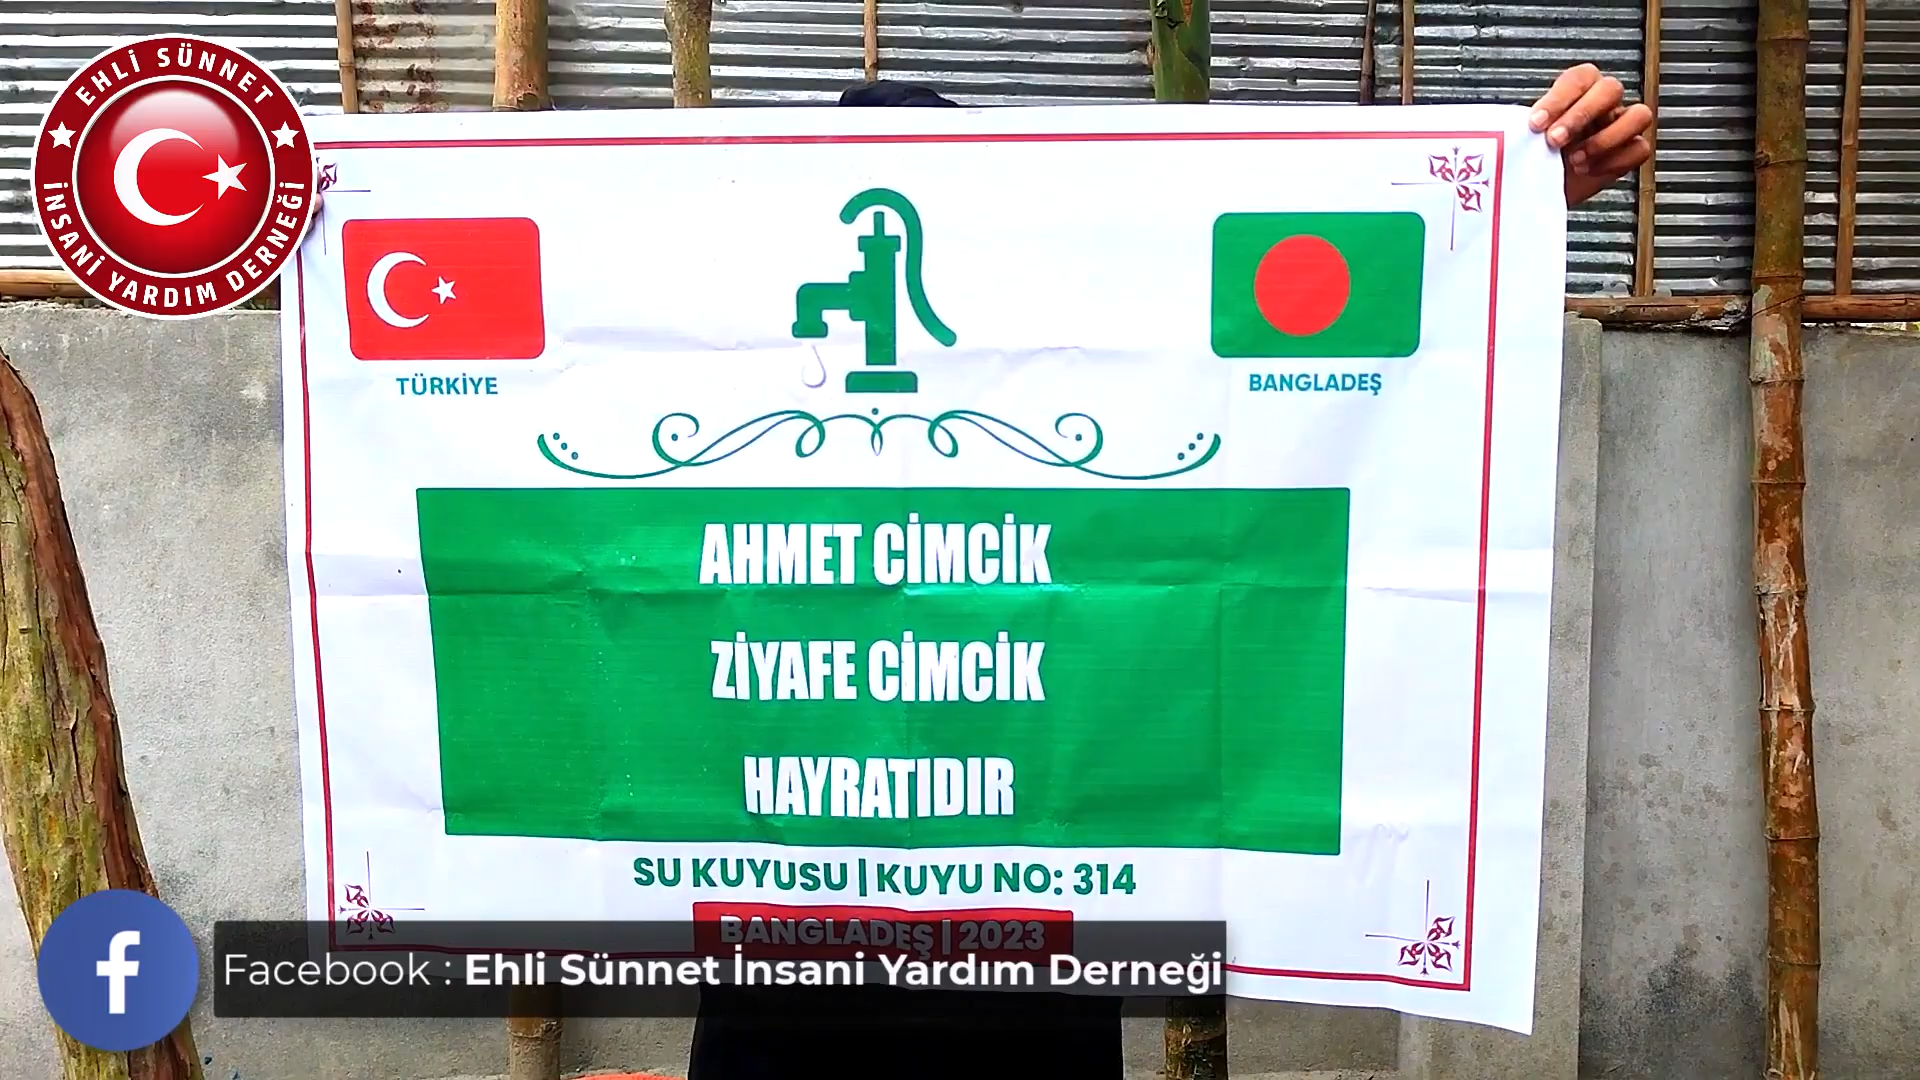 EHLİ SÜNNET
İNSANİ YARDIM DERNEĞİ
TÜRKİYE
BANGLADEŞ
AHMET CİMCİK
ZİYAFE CİMCİK
HAYRATIDIR
SU KUYUSU | KUYU NO: 314
BANGLADEŞ | 2023
f
Facebook : Ehli Sünnet İnsani Yardım Derneği